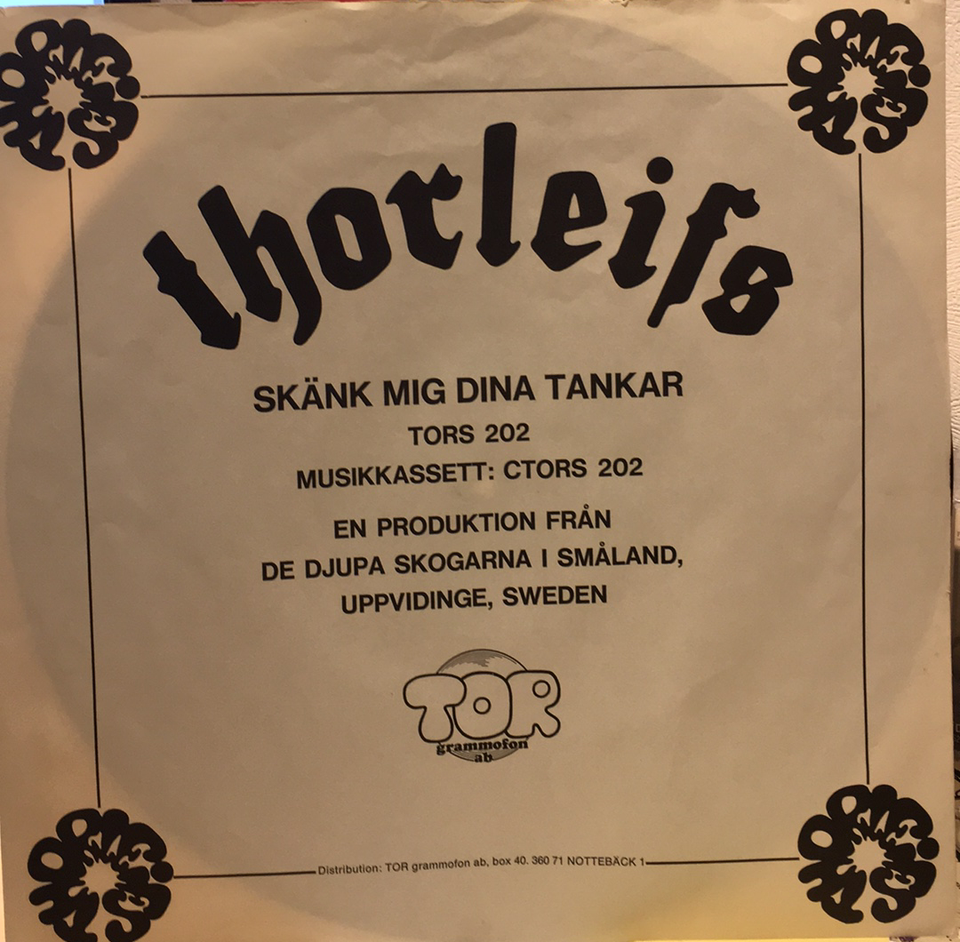 thorleifs
SKÄNK MIG DINA TANKAR
TORS 202
MUSIKKASSETT: CTORS 202
EN PRODUKTION FRÅN
DE DJUPA SKOGARNA I SMÅLAND,
UPPVIDINGE, SWEDEN
TOR
grammofon
ab
Distribution: TOR grammofon ab, box 40. 360 71 NOTTEBÄCK 1